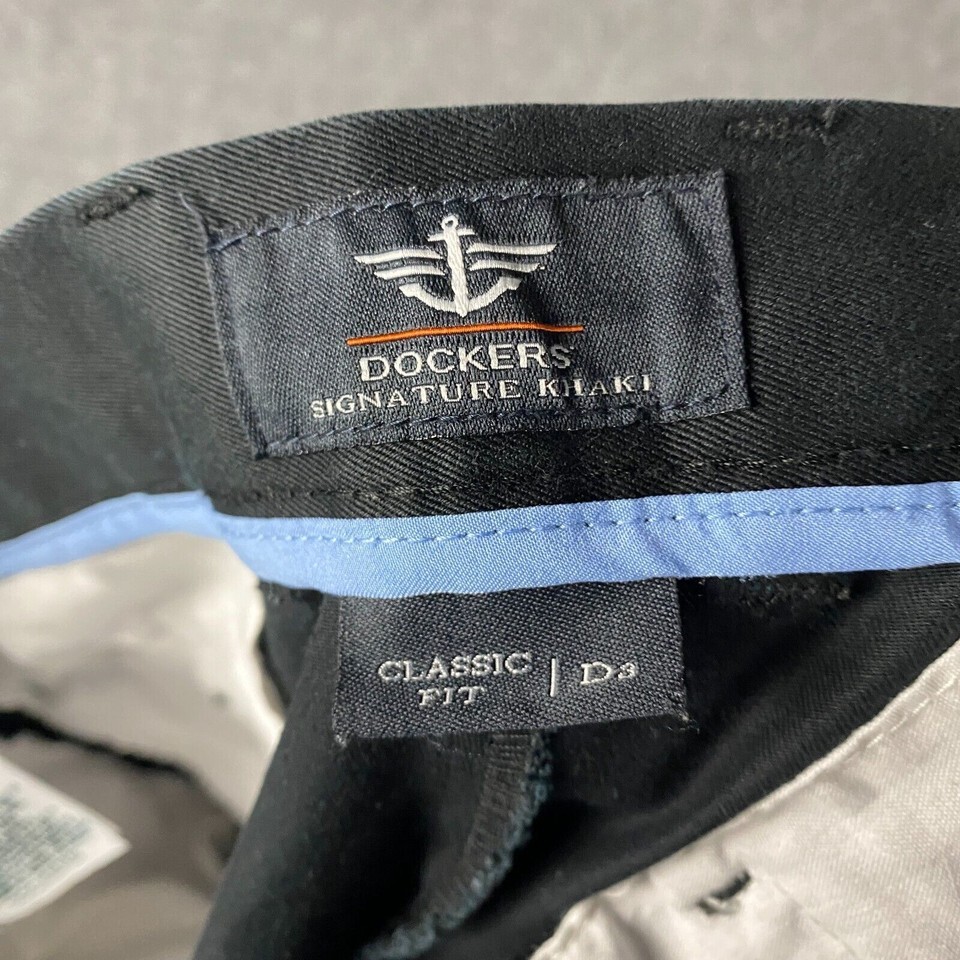 DOCKERS
SIGNATURE KHAKI
CLASSIC
FIT | D3